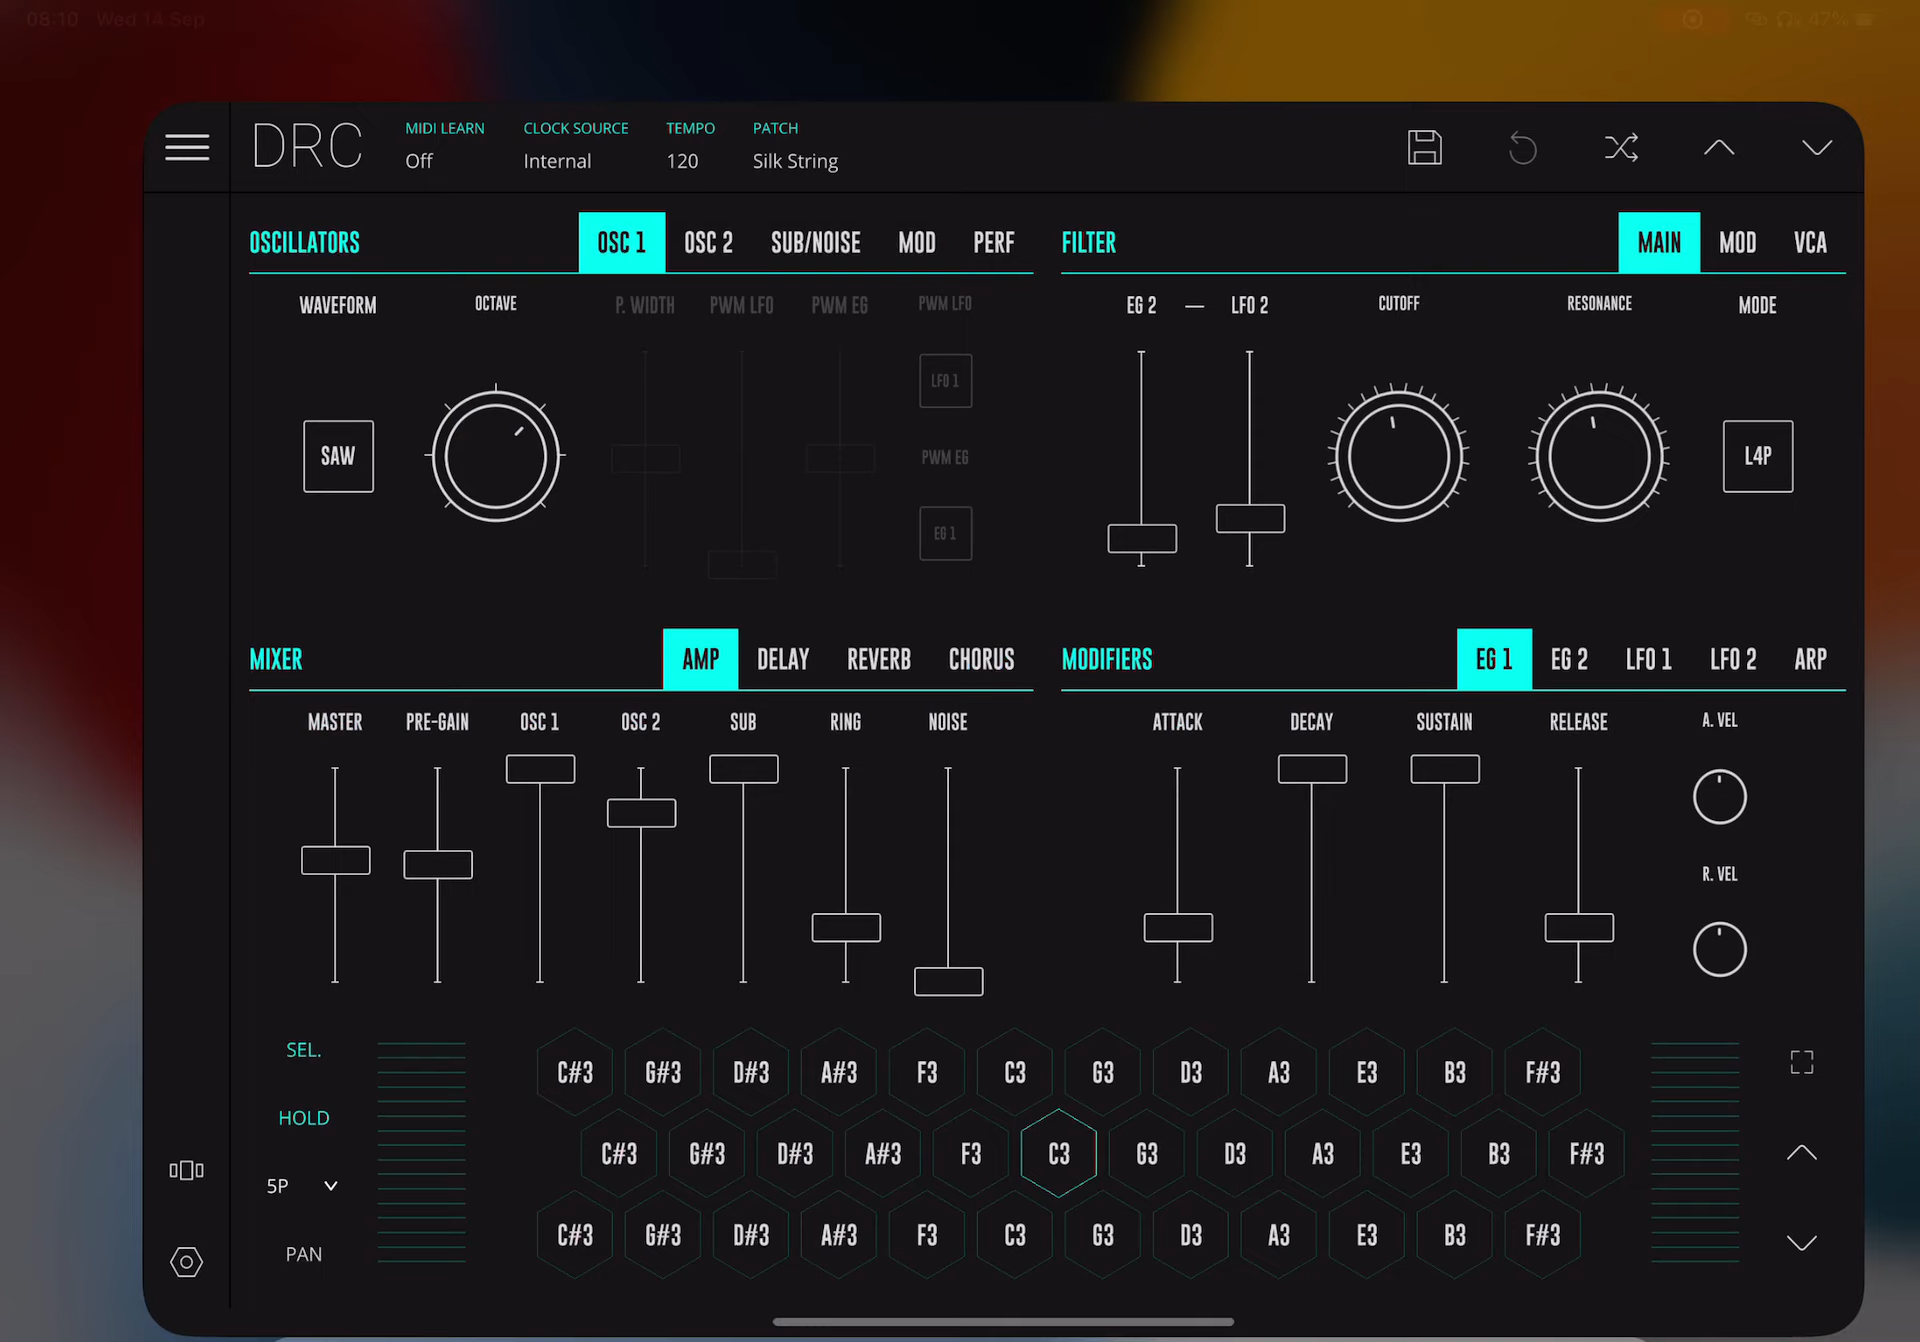 08:10 Wed 14 Sep
47%
DRC
MIDI LEARN CLOCK SOURCE TEMPO PATCH
Off Internal 120 Silk String
OSCILLATORS OSC 1 OSC 2 SUB/NOISE MOD PERF
WAVEFORM OCTAVE P. WIDTH PWM LFO PWM EG PWM LFO
LFO 1
SAW PWM EG
EG 1
FILTER MAIN MOD VCA
EG 2 — LFO 2 CUTOFF RESONANCE MODE
L4P
MIXER AMP DELAY REVERB CHORUS
MASTER PRE-GAIN OSC 1 OSC 2 SUB RING NOISE
MODIFIERS EG 1 EG 2 LFO 1 LFO 2 ARP
ATTACK DECAY SUSTAIN RELEASE A. VEL
R. VEL
SEL.
HOLD
5P
PAN
C#3 G#3 D#3 A#3 F3 C3 G3 D3 A3 E3 B3 F#3
C#3 G#3 D#3 A#3 F3 C3 G3 D3 A3 E3 B3 F#3
C#3 G#3 D#3 A#3 F3 C3 G3 D3 A3 E3 B3 F#3